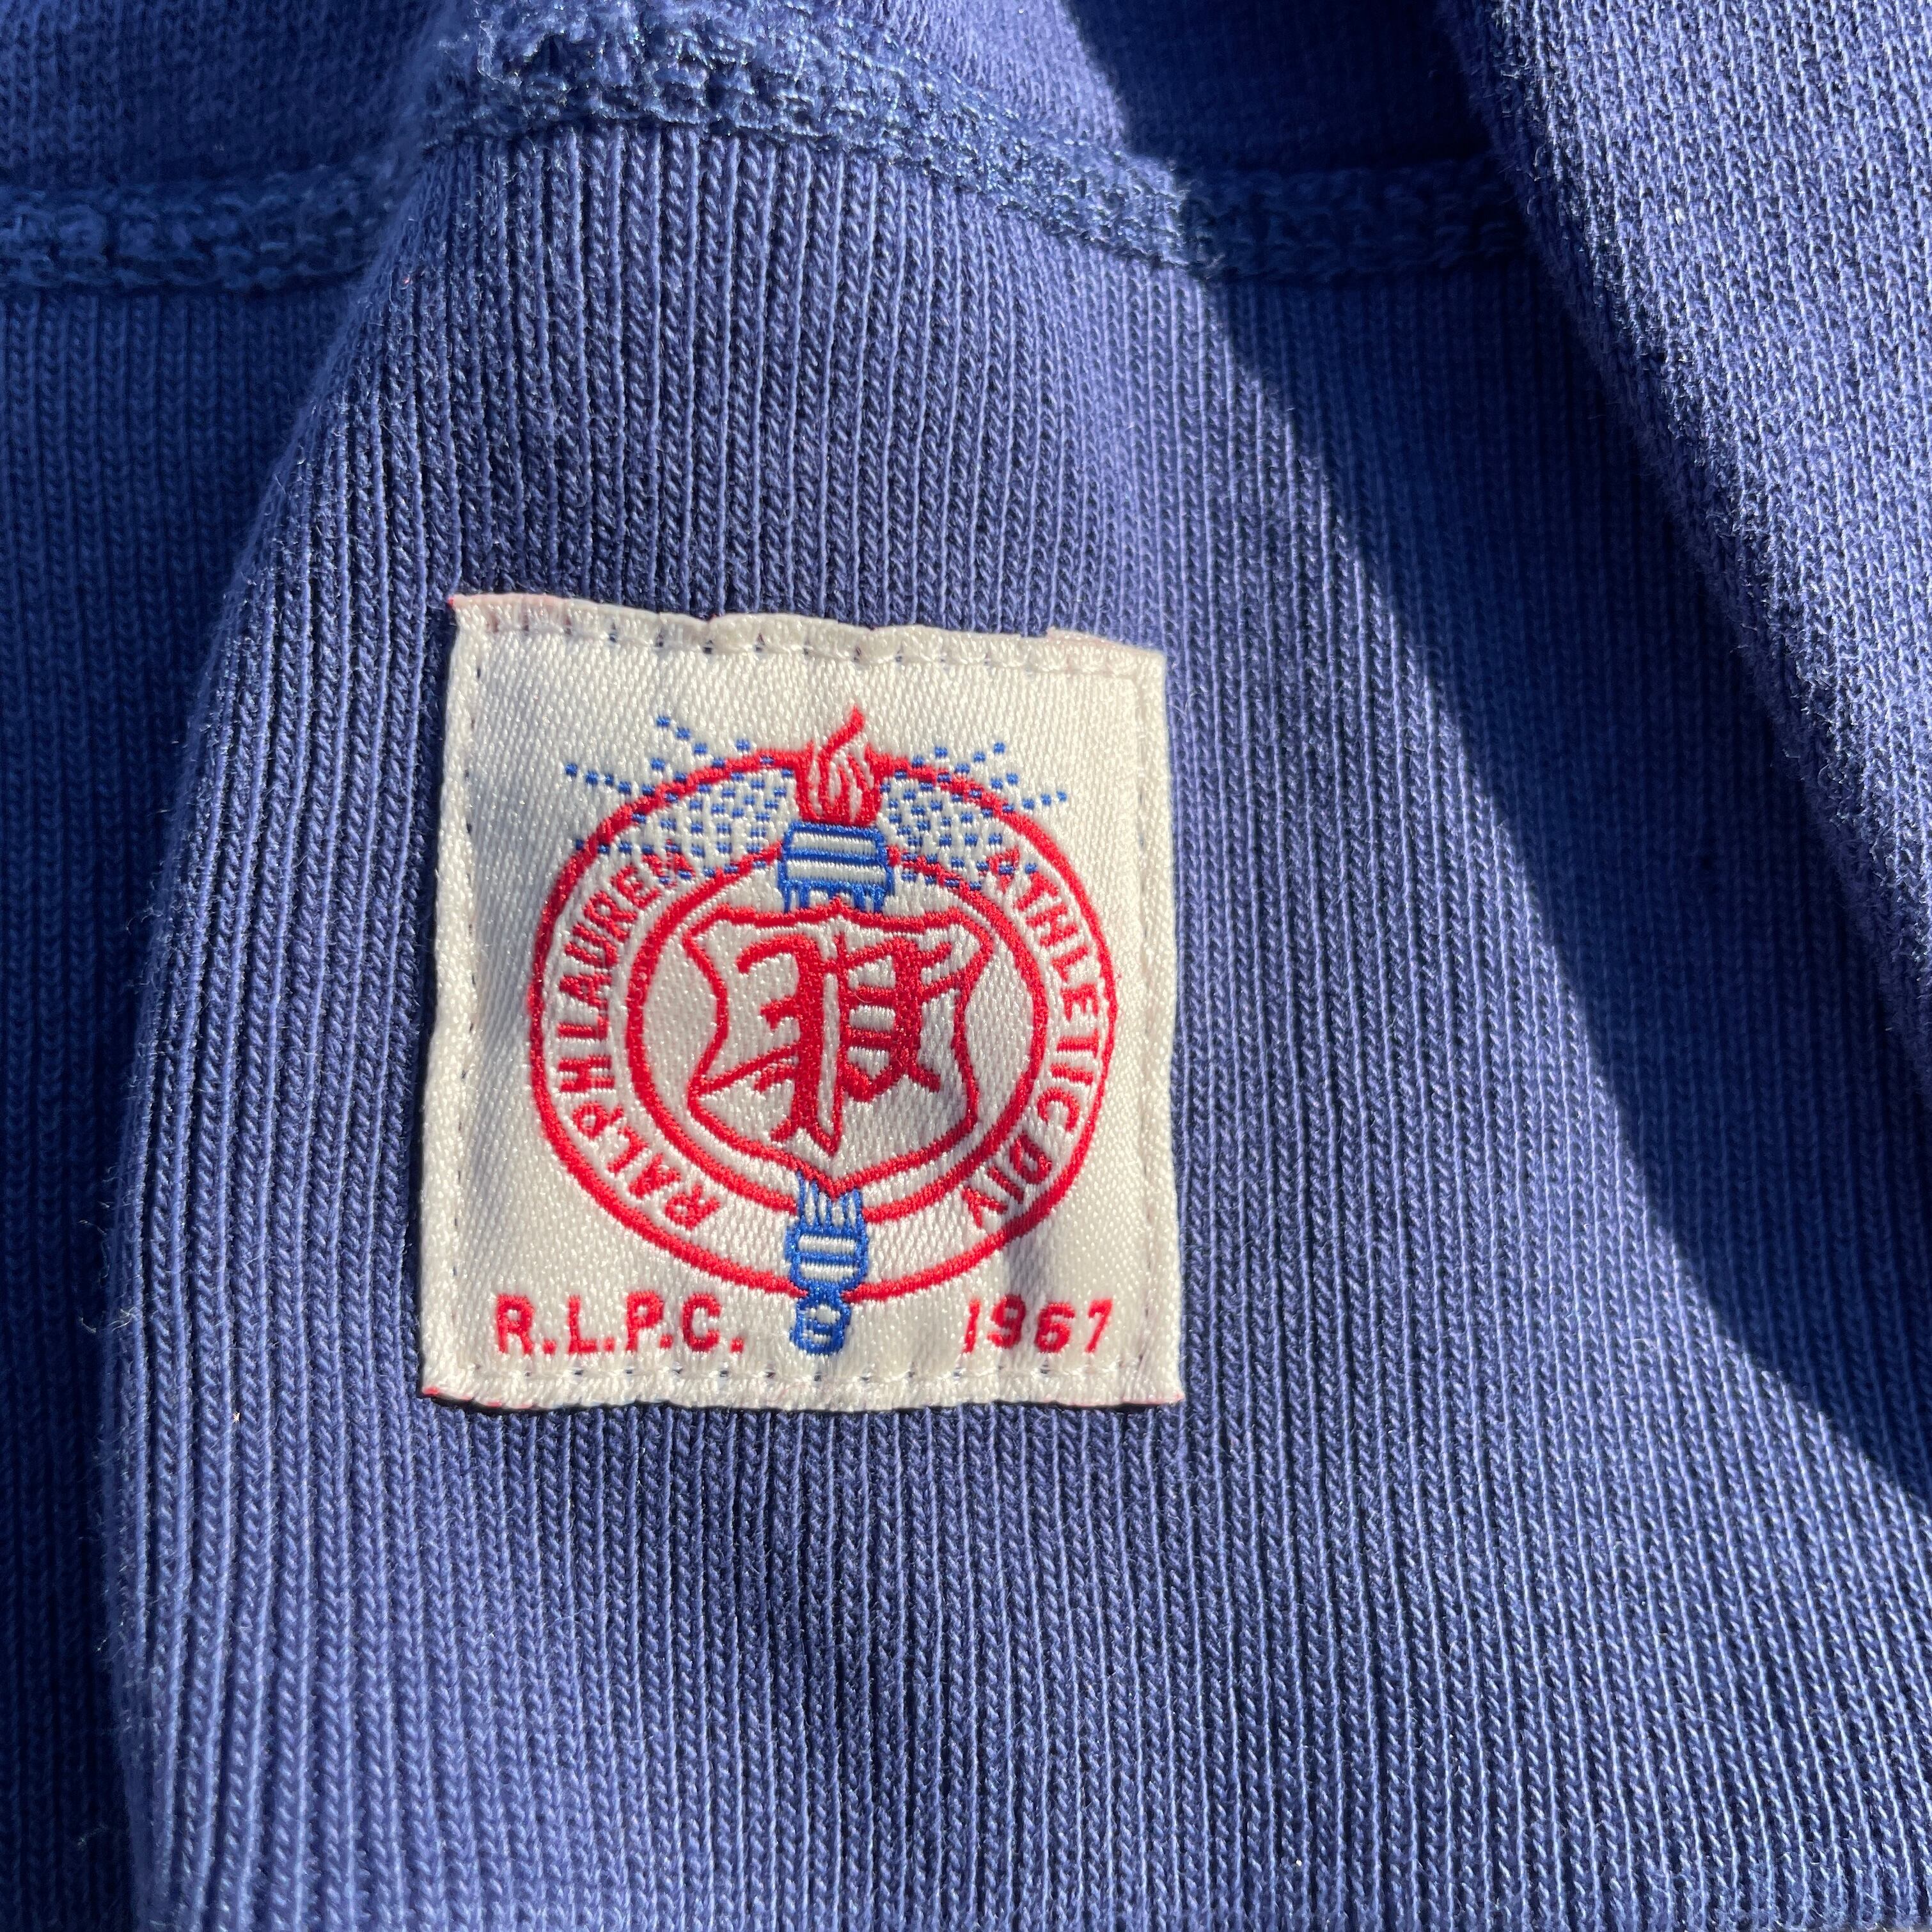 RALPH LAUREN ATHLETIC DIV
P
R.L.P.C. 1967